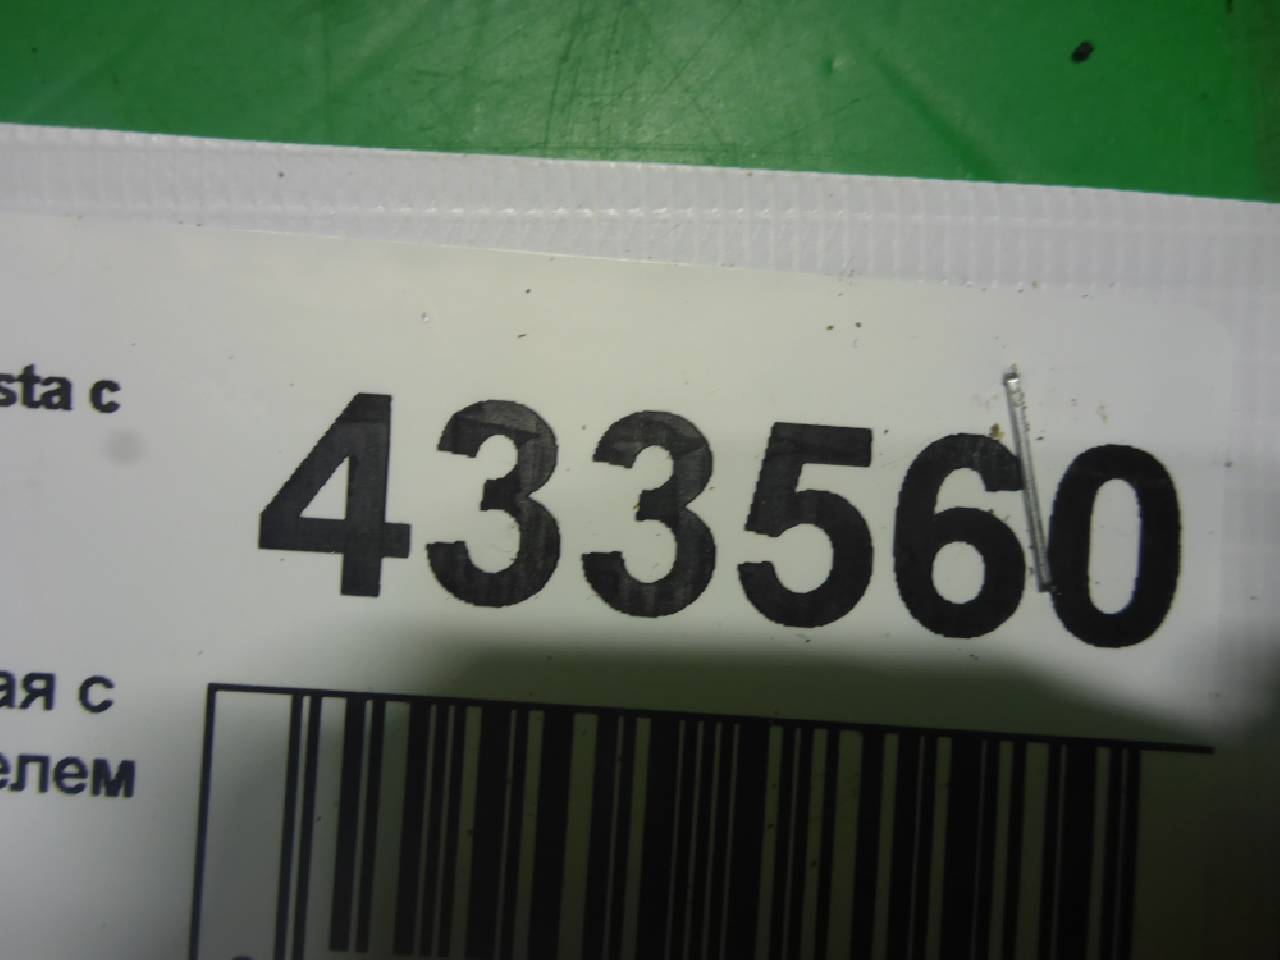 sta с
433560
ая с
елем